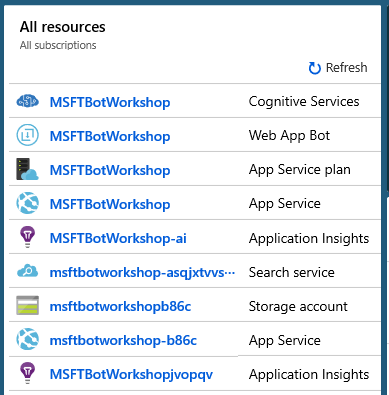 All resources
All subscriptions
Refresh
MSFTBotWorkshop Cognitive Services
MSFTBotWorkshop Web App Bot
MSFTBotWorkshop App Service plan
MSFTBotWorkshop App Service
MSFTBotWorkshop-ai Application Insights
msftbotworkshop-asqjxtvvs··· Search service
msftbotworkshopb86c Storage account
msftbotworkshop-b86c App Service
MSFTBotWorkshopjvopqv Application Insights